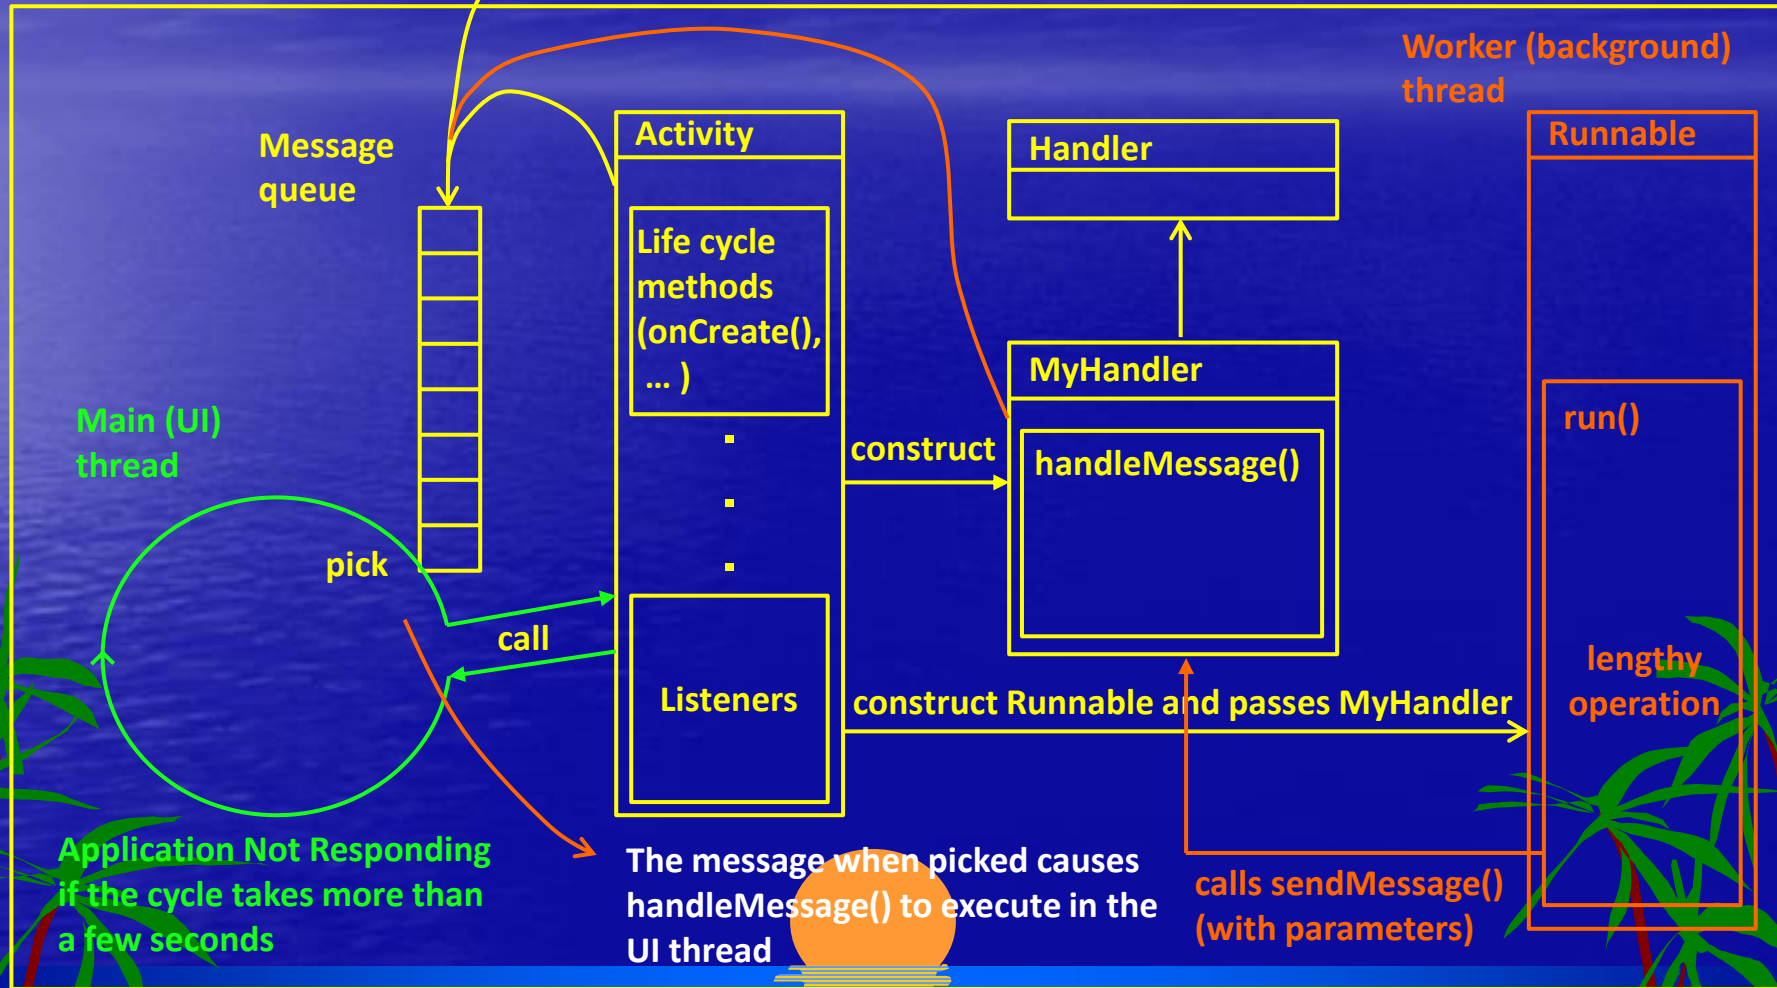 Worker (background)
thread
Message
queue
Activity
Handler
Runnable
Life cycle
methods
(onCreate(),
... )
MyHandler
Main (UI)
thread
run()
construct
handleMessage()
pick
call
Listeners
construct Runnable and passes MyHandler
lengthy
operation
Application Not Responding
if the cycle takes more than
a few seconds
The message when picked causes
handleMessage() to execute in the
UI thread
calls sendMessage()
(with parameters)